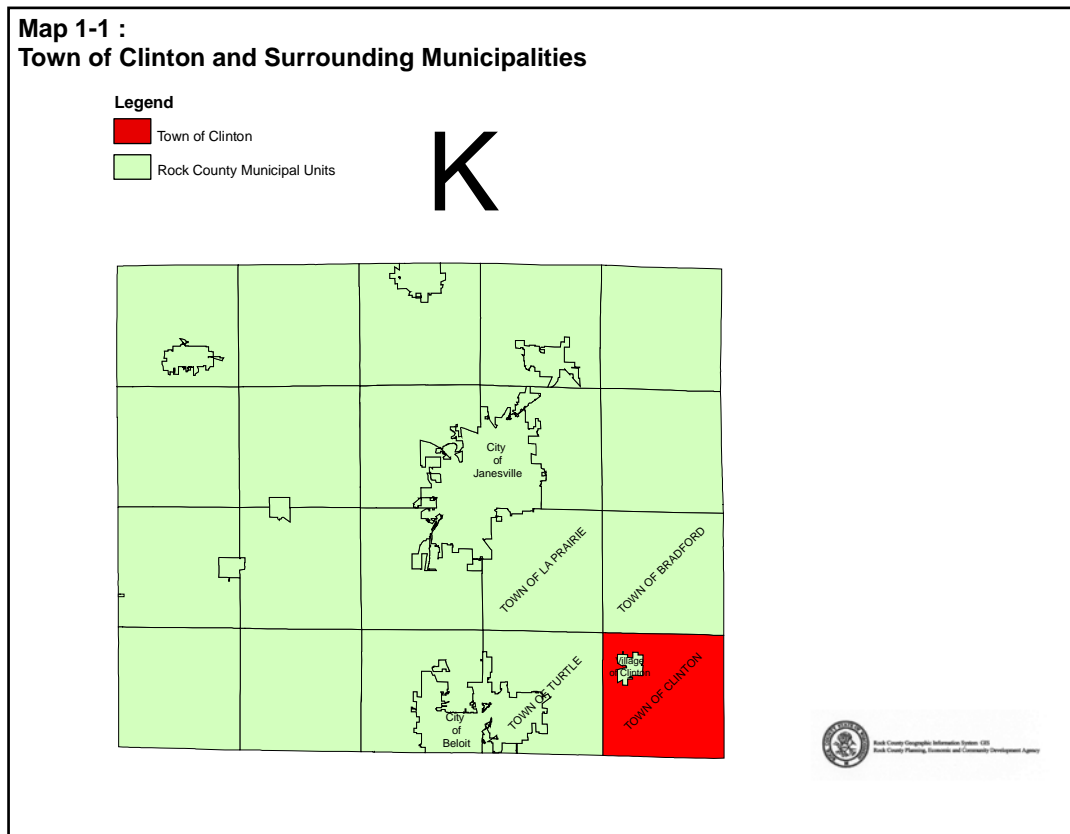 Map 1-1 :
Town of Clinton and Surrounding Municipalities
Legend
Town of Clinton
Rock County Municipal Units
K
City
of
Janesville
TOWN OF LA PRAIRIE
TOWN OF BRADFORD
Village
of Clinton
TOWN OF CLINTON
TOWN OF TURTLE
City
of
Beloit
Rock County Geographic Information System GIS
Rock County Planning, Economic and Community Development Agency